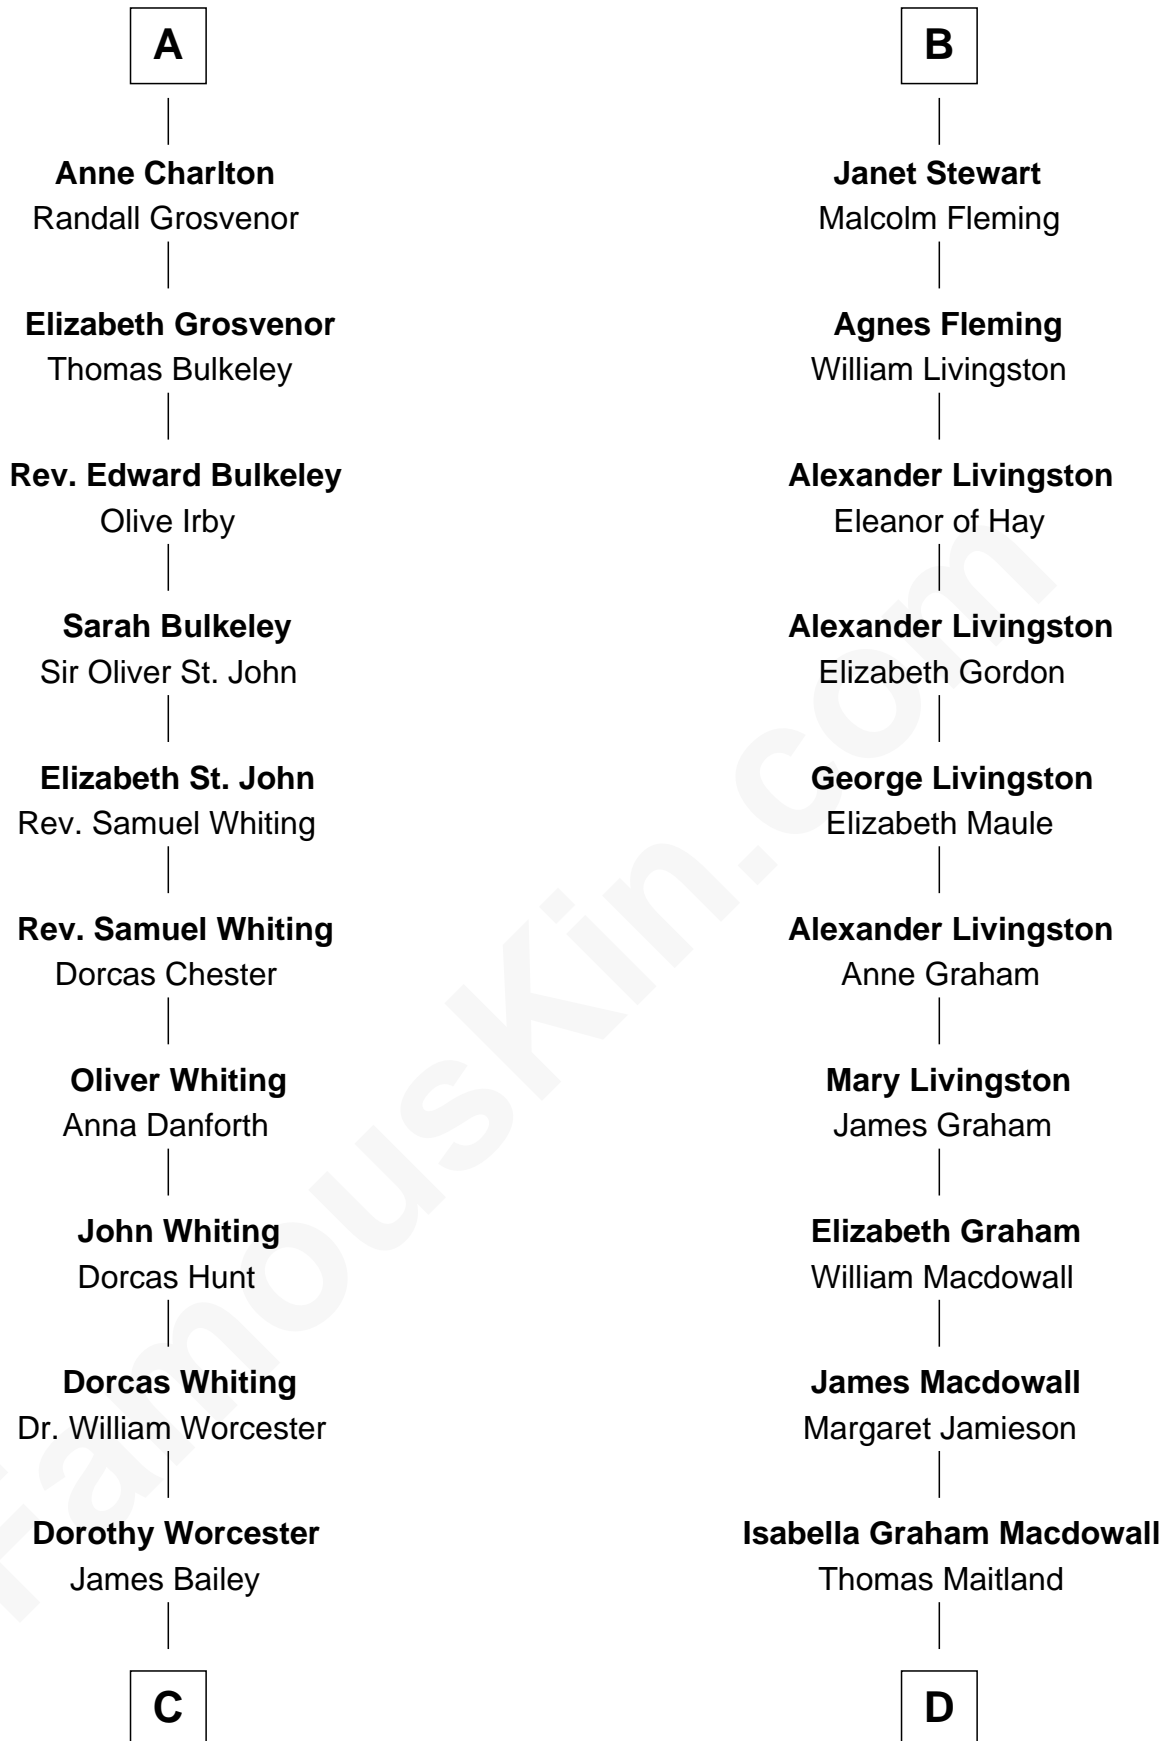 A
Anne Charlton
Randall Grosvenor
Elizabeth Grosvenor
Thomas Bulkeley
Rev. Edward Bulkeley
Olive Irby
Sarah Bulkeley
Sir Oliver St. John
Elizabeth St. John
Rev. Samuel Whiting
Rev. Samuel Whiting
Dorcas Chester
Oliver Whiting
Anna Danforth
John Whiting
Dorcas Hunt
Dorcas Whiting
Dr. William Worcester
Dorothy Worcester
James Bailey
C
B
Janet Stewart
Malcolm Fleming
Agnes Fleming
William Livingston
Alexander Livingston
Eleanor of Hay
Alexander Livingston
Elizabeth Gordon
George Livingston
Elizabeth Maule
Alexander Livingston
Anne Graham
Mary Livingston
James Graham
Elizabeth Graham
William Macdowall
James Macdowall
Margaret Jamieson
Isabella Graham Macdowall
Thomas Maitland
D
FamousKin.com